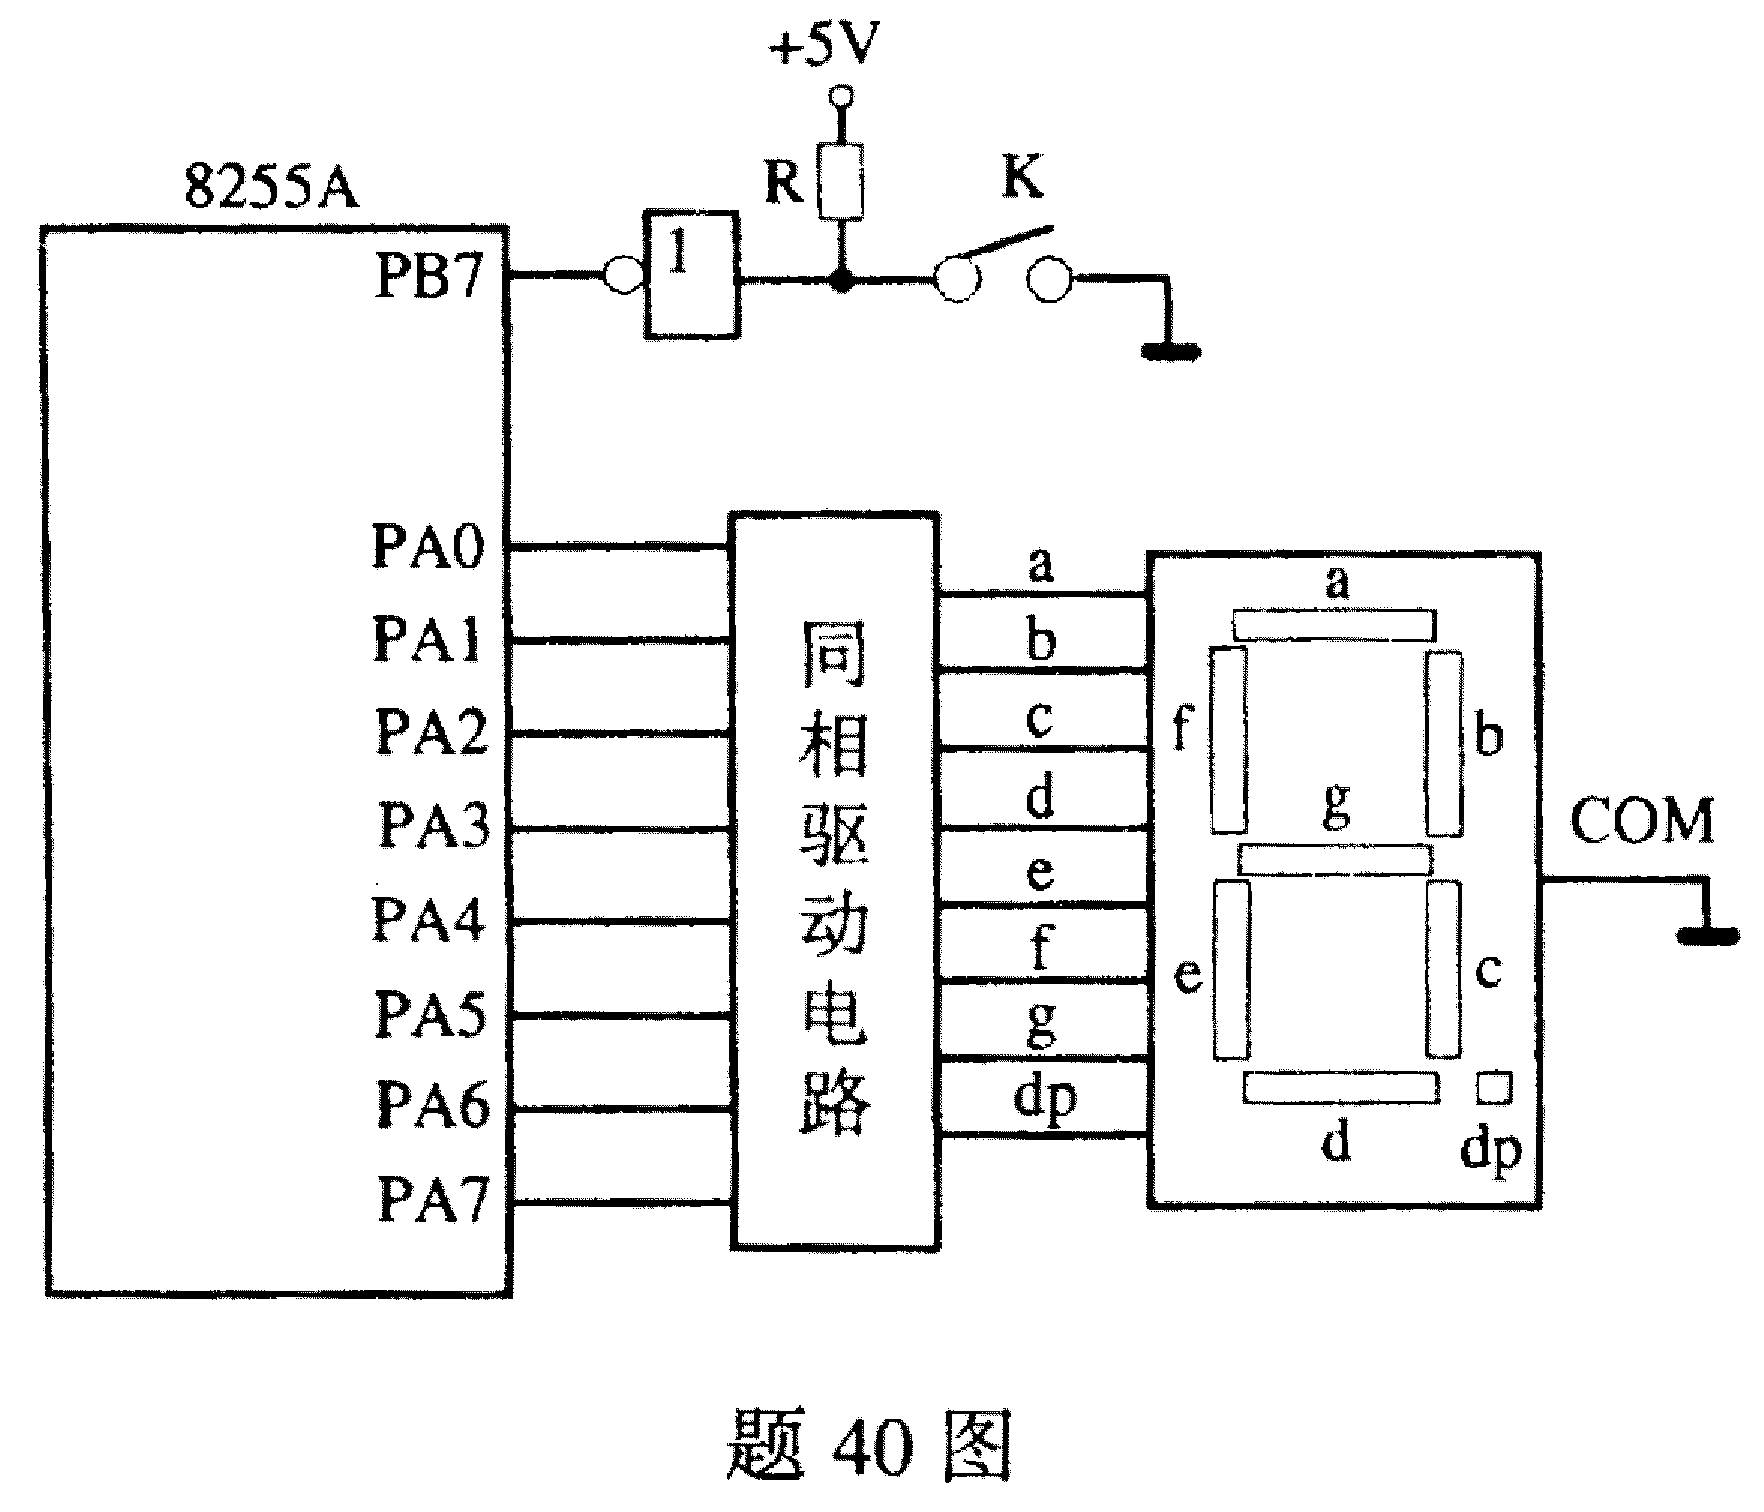 +5V
8255A
R
K
PB7
1
PA0
PA1
PA2
PA3
PA4
PA5
PA6
PA7
同相驱动电路
a
b
c
d
e
f
g
dp
a
f
b
g
e
c
d
dp
COM
题 40 图